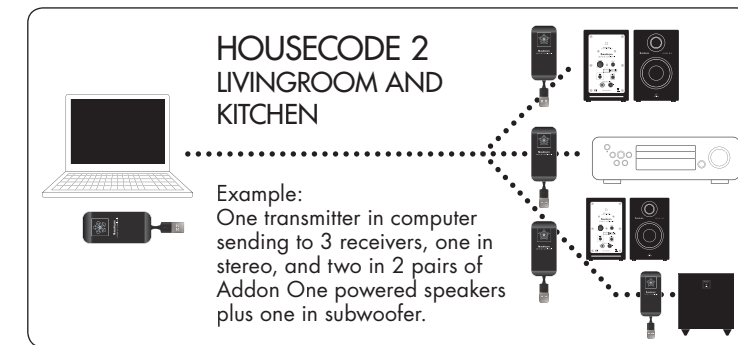 HOUSECODE 2
LIVINGROOM AND
KITCHEN
Example:
One transmitter in computer
sending to 3 receivers, one in
stereo, and two in 2 pairs of
Addon One powered speakers
plus one in subwoofer.